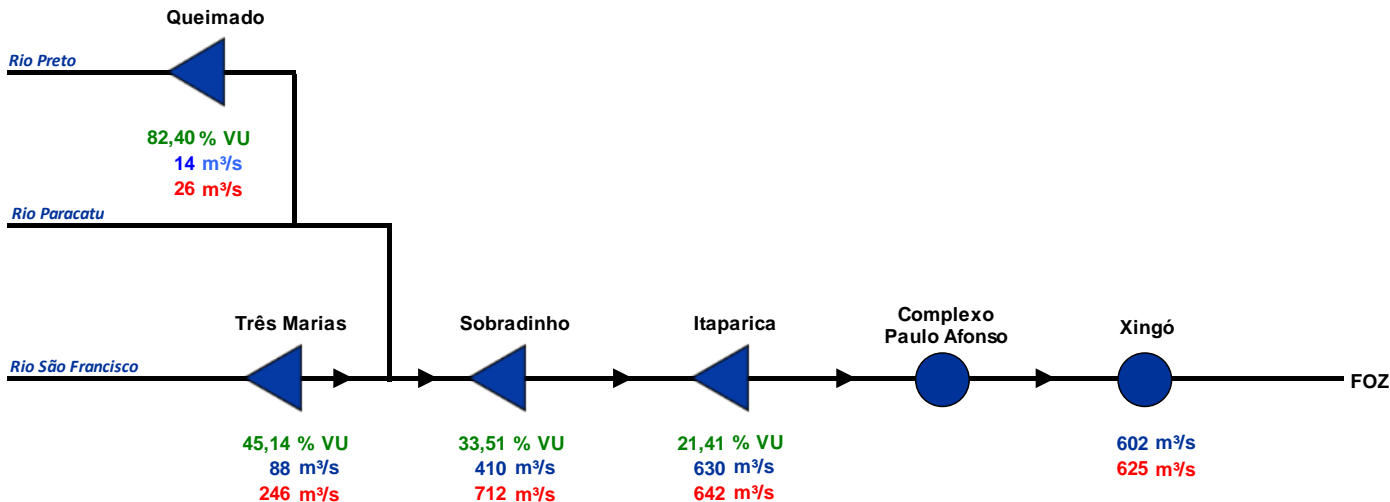 Queimado
Rio Preto
82,40 % VU
14 m³/s
26 m³/s
Rio Paracatu
Três Marias
Sobradinho
Itaparica
Complexo
Paulo Afonso
Xingó
Rio São Francisco
FOZ
45,14 % VU
88 m³/s
246 m³/s
33,51 % VU
410 m³/s
712 m³/s
21,41 % VU
630 m³/s
642 m³/s
602 m³/s
625 m³/s